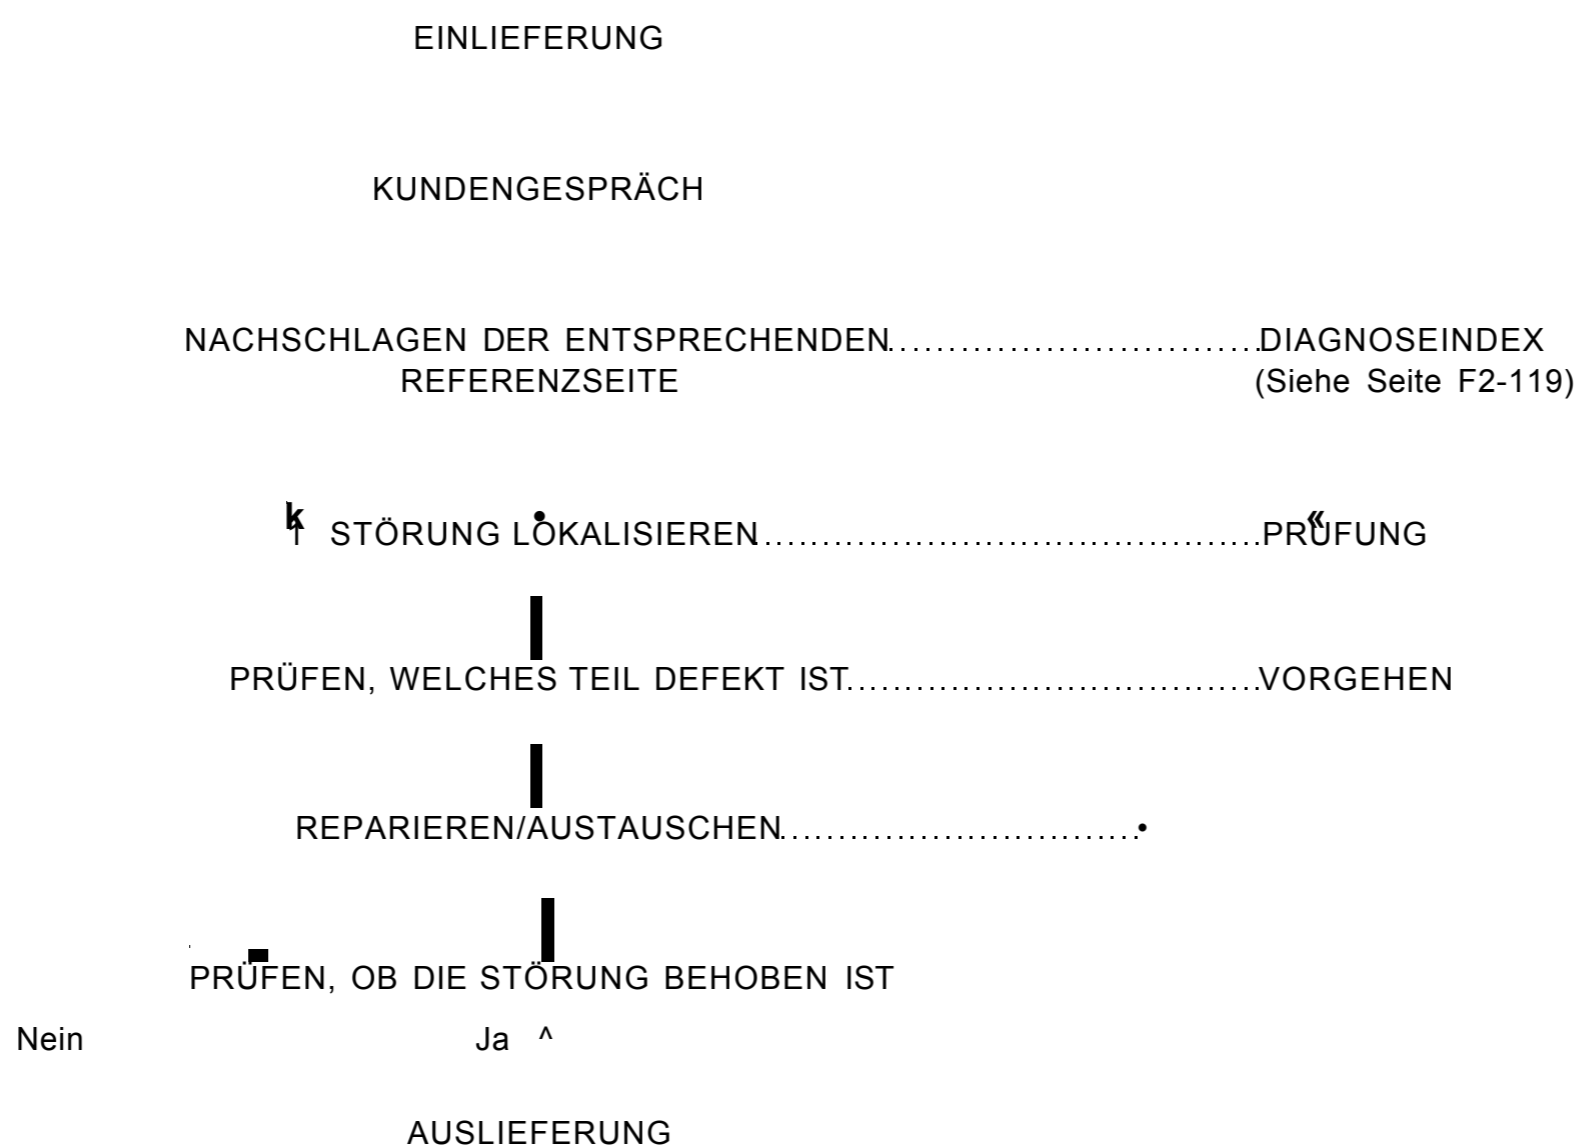 EINLIEFERUNG
KUNDENGESPRÄCH
NACHSCHLAGEN DER ENTSPRECHENDEN..............................DIAGNOSEINDEX
REFERENZSEITE (Siehe Seite F2-119)
STÖRUNG LOKALISIEREN........................................PRÜFUNG
PRÜFEN, WELCHES TEIL DEFEKT IST..................................VORGEHEN
REPARIEREN/AUSTAUSCHEN.............................•
PRÜFEN, OB DIE STÖRUNG BEHOBEN IST
Nein Ja ^
AUSLIEFERUNG